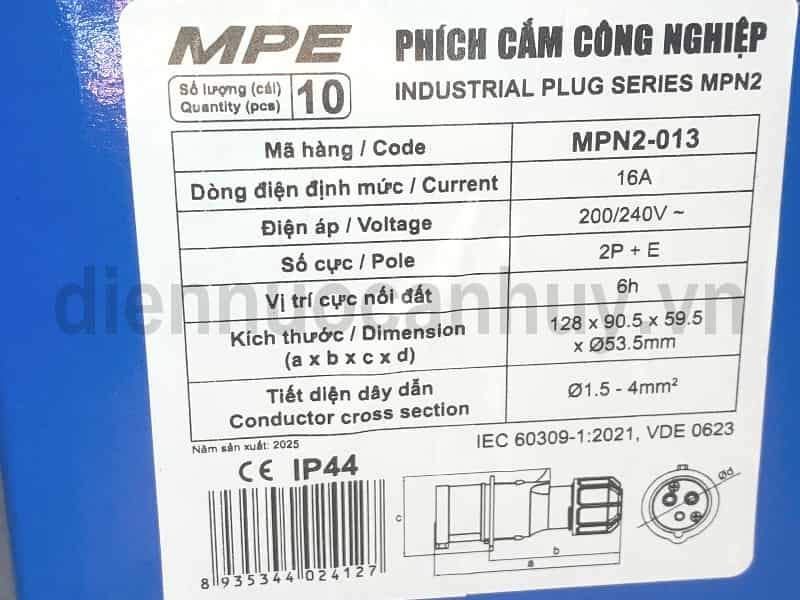 MPE
PHÍCH CẮM CÔNG NGHIỆP
INDUSTRIAL PLUG SERIES MPN2
Số lượng (cái)
Quantity (pcs)
10
Mã hàng / Code
MPN2-013
Dòng điện định mức / Current
16A
Điện áp / Voltage
200/240V ~
Số cực / Pole
2P + E
Vị trí cực nối đất
6h
Kích thước / Dimension
(a x b x c x d)
128 x 90.5 x 59.5
x Ø53.5mm
Tiết diện dây dẫn
Conductor cross section
Ø1.5 - 4mm²
Năm sản xuất: 2025
IEC 60309-1:2021, VDE 0623
CE IP44
8 935344 024127
c
b
a
Ød
diennuocanhuy.vn